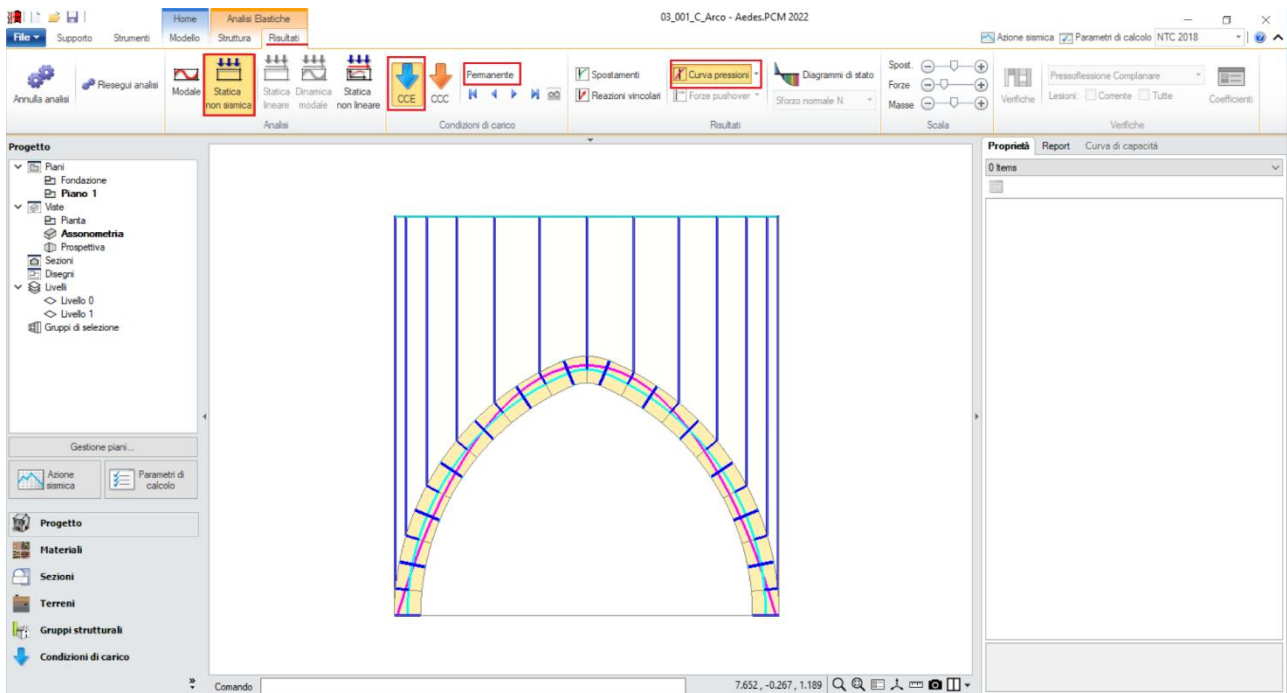 03_001_C_Arco - Aedes.PCM 2022
Home
Analisi Elastiche
File
Supporto
Strumenti
Modello
Struttura
Risultati
Azione sismica
Parametri di calcolo
NTC 2018
Annulla analisi
Riesegui analisi
Modale
Statica non sismica
Statica lineare
Dinamica modale
Statica non lineare
Analisi
CCE
CCC
Permanente
Condizioni di carico
Spostamenti
Reazioni vincolari
Curva pressioni
Forze pushover
Diagrammi di stato
Sforzo normale N
Risultati
Spost.
Forze
Masse
Scala
Verifiche
Pressoflessione Complanare
Lesioni:
Corrente
Tutte
Coefficienti
Verifiche
Progetto
Piani
Fondazione
Piano 1
Viste
Pianta
Assonometria
Prospettiva
Sezioni
Disegni
Livelli
Livello 0
Livello 1
Gruppi di selezione
Gestione piani...
Azione sismica
Parametri di calcolo
Progetto
Materiali
Sezioni
Terreni
Gruppi strutturali
Condizioni di carico
Proprietà
Report
Curva di capacità
0 Items
Comando
7.652 , -0.267 , 1.189